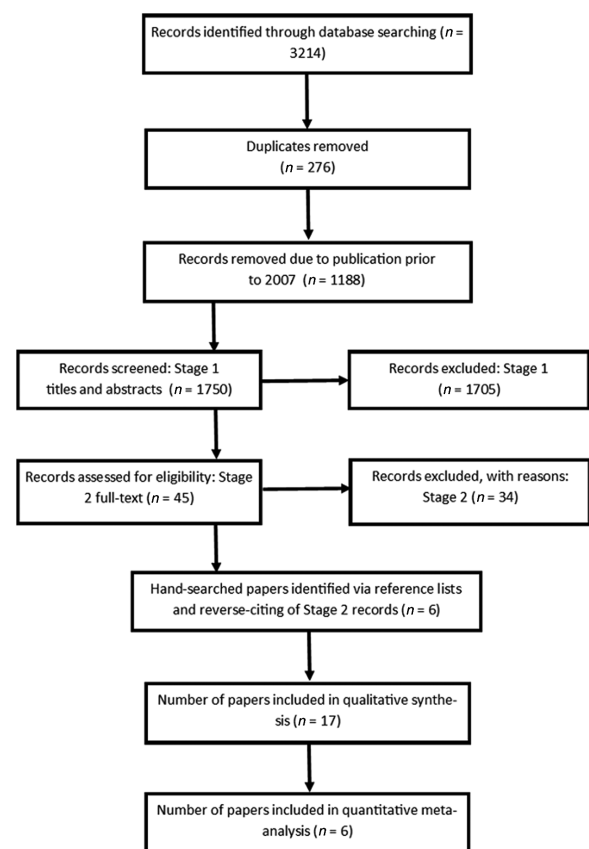 Records identified through database searching (n =
3214)
Duplicates removed
(n = 276)
Records removed due to publication prior
to 2007 (n = 1188)
Records screened: Stage 1
titles and abstracts (n = 1750)
Records excluded: Stage 1
(n = 1705)
Records assessed for eligibility: Stage
2 full-text (n = 45)
Records excluded, with reasons:
Stage 2 (n = 34)
Hand-searched papers identified via reference lists
and reverse-citing of Stage 2 records (n = 6)
Number of papers included in qualitative synthe-
sis (n = 17)
Number of papers included in quantitative meta-
analysis (n = 6)